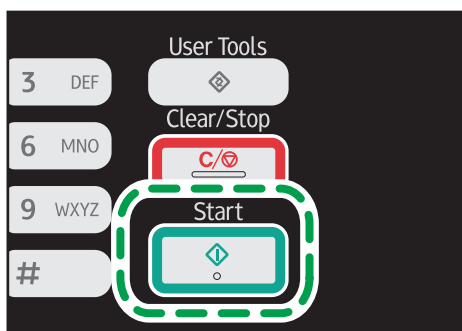 User Tools
3 DEF
Clear/Stop
6 MNO
C/
9 WXYZ
Start
#